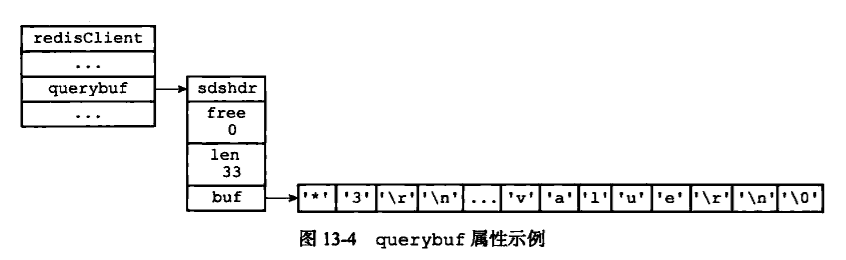 redisClient
...
querybuf
...
sdshdr
free
0
len
33
buf
'*' '3' '\r' '\n' ... 'v' 'a' 'l' 'u' 'e' '\r' '\n' '\0'
图 13-4 querybuf 属性示例